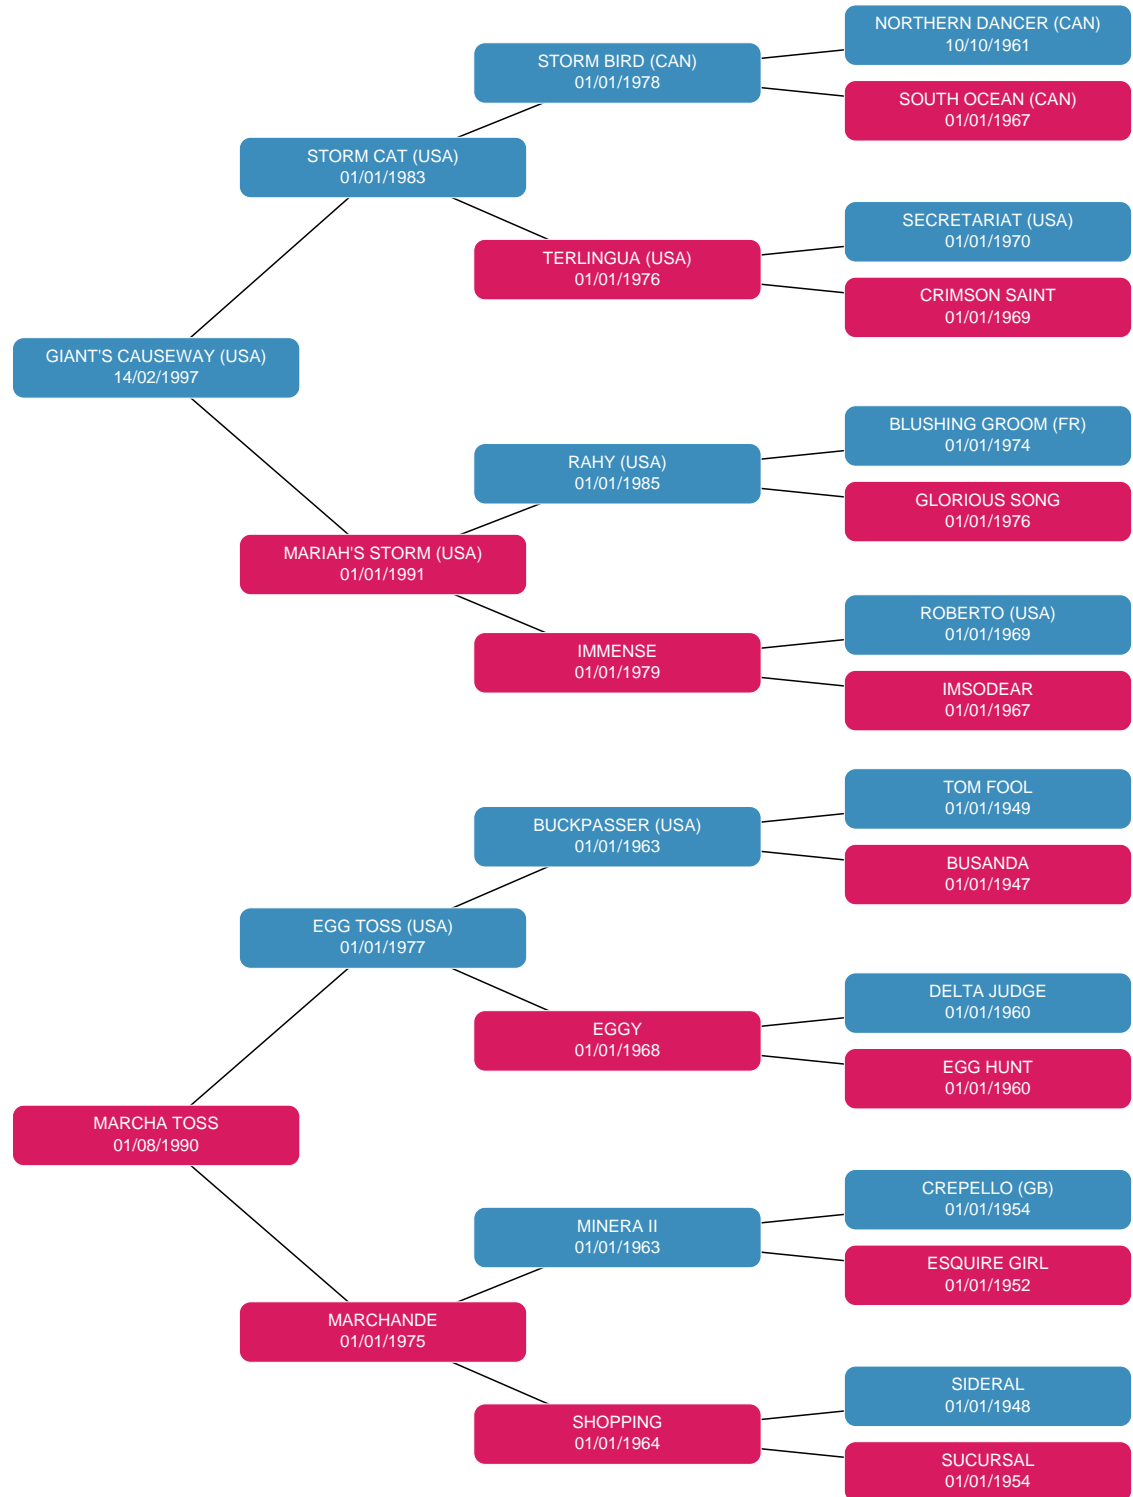 NORTHERN DANCER (CAN)
10/10/1961
STORM BIRD (CAN)
01/01/1978
SOUTH OCEAN (CAN)
01/01/1967
STORM CAT (USA)
01/01/1983
SECRETARIAT (USA)
01/01/1970
TERLINGUA (USA)
01/01/1976
CRIMSON SAINT
01/01/1969
GIANT'S CAUSEWAY (USA)
14/02/1997
BLUSHING GROOM (FR)
01/01/1974
RAHY (USA)
01/01/1985
GLORIOUS SONG
01/01/1976
MARIAH'S STORM (USA)
01/01/1991
ROBERTO (USA)
01/01/1969
IMMENSE
01/01/1979
IMSODEAR
01/01/1967
TOM FOOL
01/01/1949
BUCKPASSER (USA)
01/01/1963
BUSANDA
01/01/1947
EGG TOSS (USA)
01/01/1977
DELTA JUDGE
01/01/1960
EGGY
01/01/1968
EGG HUNT
01/01/1960
MARCHA TOSS
01/08/1990
CREPELLO (GB)
01/01/1954
MINERA II
01/01/1963
ESQUIRE GIRL
01/01/1952
MARCHANDE
01/01/1975
SIDERAL
01/01/1948
SHOPPING
01/01/1964
SUCURSAL
01/01/1954